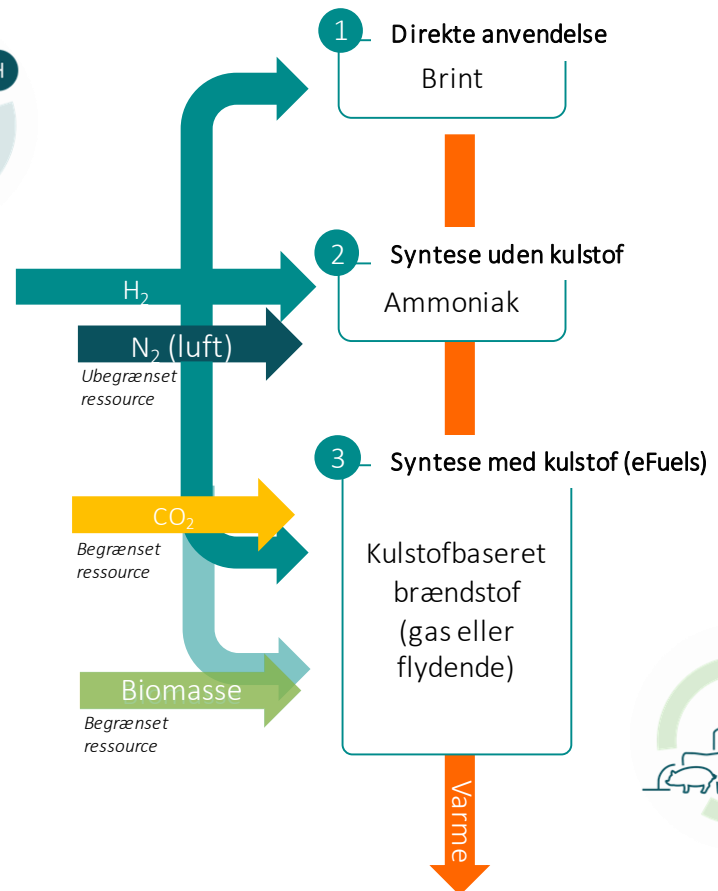 H
1
Direkte anvendelse
Brint
2
Syntese uden kulstof
Ammoniak
H₂
N₂ (luft)
Ubegrænset
ressource
3
Syntese med kulstof (eFuels)
CO₂
Begrænset
ressource
Kulstofbaseret
brændstof
(gas eller
flydende)
Biomasse
Begrænset
ressource
Varme